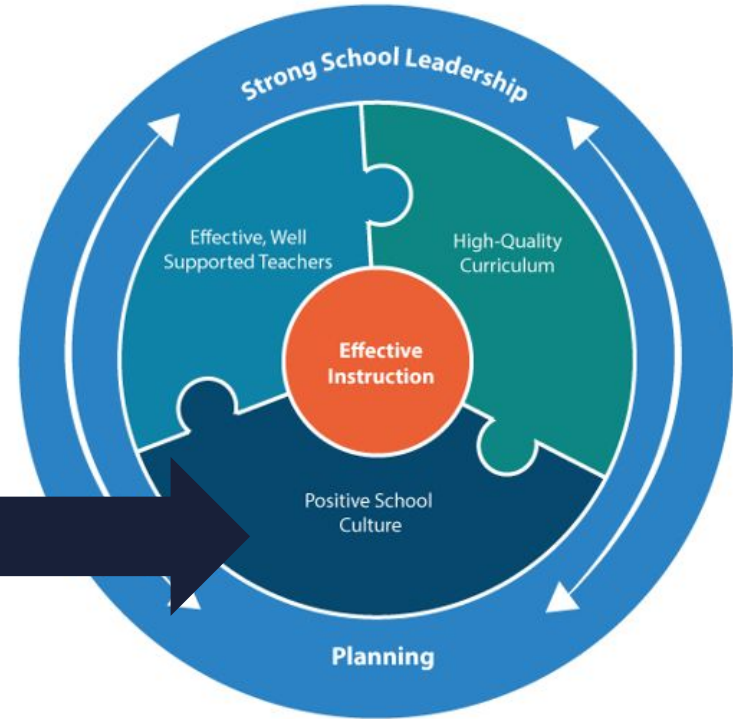 Strong School Leadership
Effective, Well
Supported Teachers
High-Quality
Curriculum
Effective
Instruction
Positive School
Culture
Planning